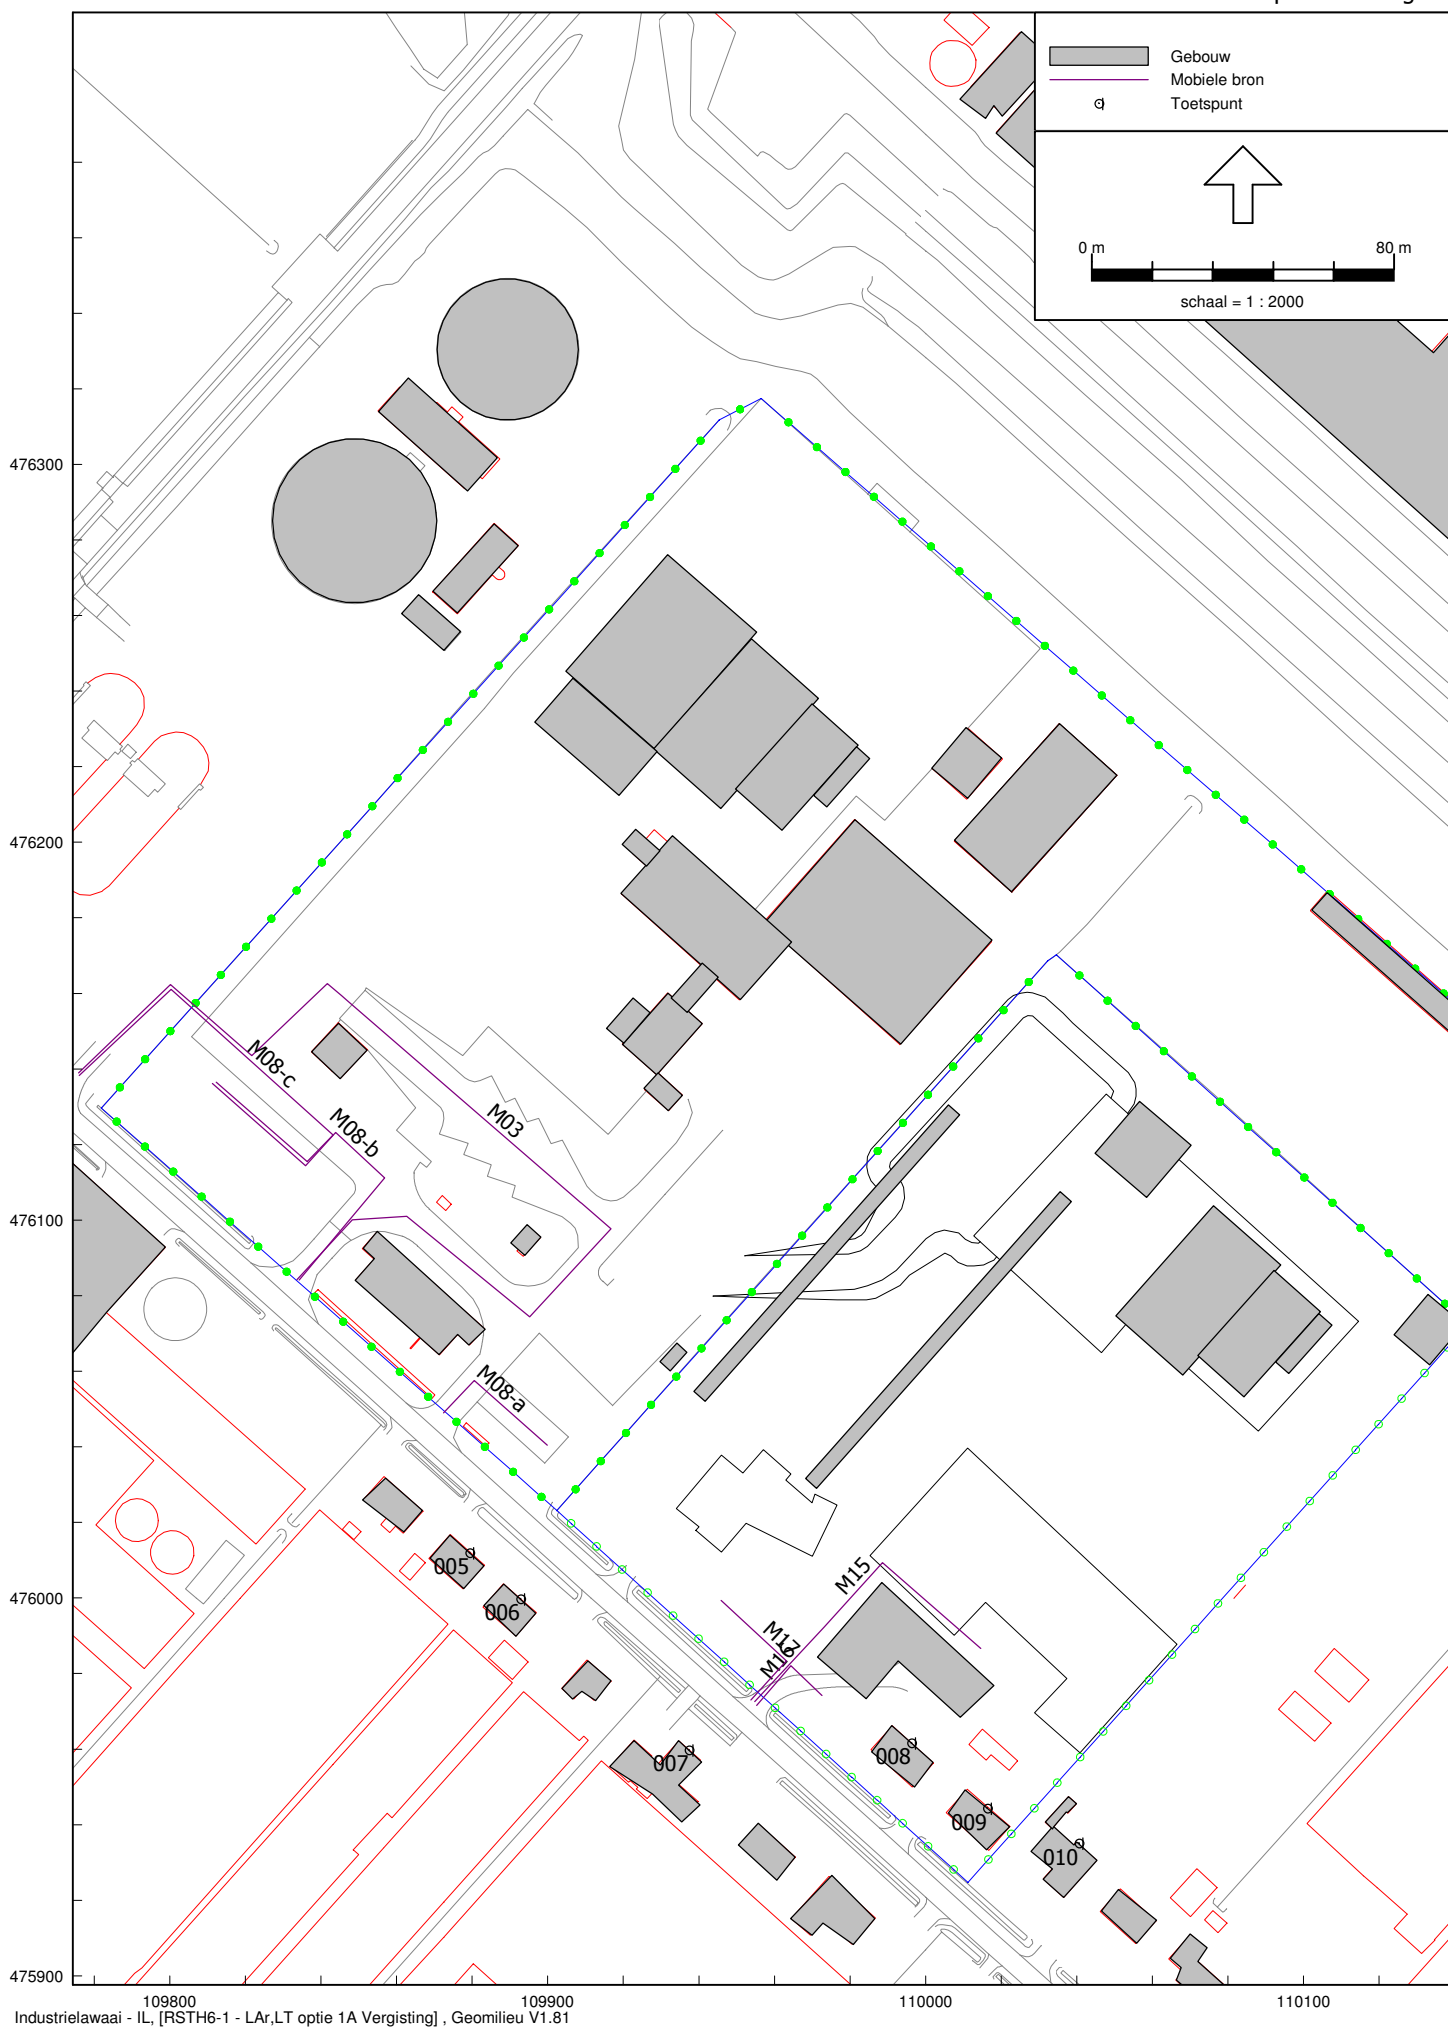 Gebouw
Mobiele bron
Toetspunt
0 m
80 m
schaal = 1 : 2000
476300
476200
476100
476000
475900
M08-c
M08-b
M03
M08-a
M15
M17
M16
005
006
007
008
009
010
109800
109900
110000
110100
Industrielawaai - IL, [RSTH6-1 - LAr,LT optie 1A Vergisting] , Geomilieu V1.81